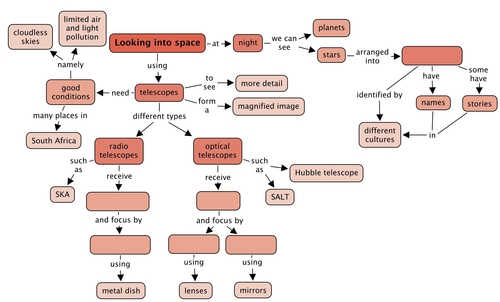 Looking into space
at
night
we can
see
planets
stars
arranged
into
limited air
and light
pollution
cloudless
skies
namely
good
conditions
need
using
telescopes
to
see
more detail
form
a
magnified image
many places in
South Africa
different types
radio
telescopes
optical
telescopes
such
as
SKA
receive
and focus by
using
metal dish
receive
such
as
Hubble telescope
SALT
and focus by
using
lenses
using
mirrors
identified by
have
names
some
have
stories
in
different
cultures